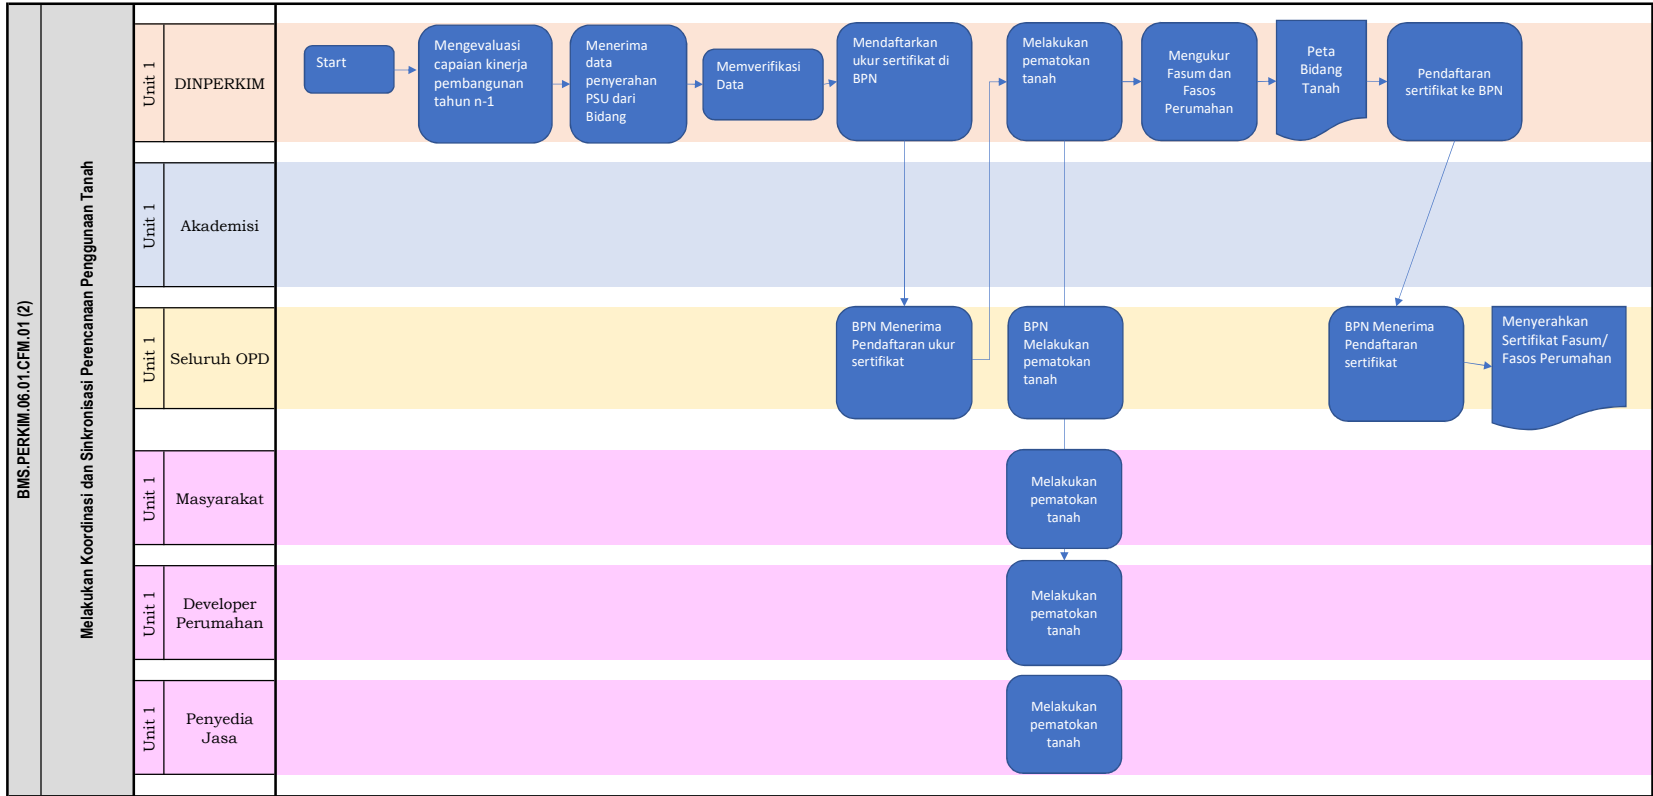 BMS.PERKIM.06.01.CFM.01 (2)
Melakukan Koordinasi dan Sinkronisasi Perencanaan Penggunaan Tanah
Unit 1
DINPERKIM
Start
Mengevaluasi
capaian kinerja
pembangunan
tahun n-1
Menerima
data
penyerahan
PSU dari
Bidang
Memverifikasi
Data
Mendaftarkan
ukur sertifikat di
BPN
Melakukan
pematokan
tanah
Mengukur
Fasum dan
Fasos
Perumahan
Peta
Bidang
Tanah
Pendaftaran
sertifikat ke BPN
Unit 1
Akademisi
Unit 1
Seluruh OPD
BPN Menerima
Pendaftaran ukur
sertifikat
BPN
Melakukan
pematokan
tanah
BPN Menerima
Pendaftaran
sertifikat
Menyerahkan
Sertifikat Fasum/
Fasos Perumahan
Unit 1
Masyarakat
Melakukan
pematokan
tanah
Unit 1
Developer
Perumahan
Melakukan
pematokan
tanah
Unit 1
Penyedia
Jasa
Melakukan
pematokan
tanah